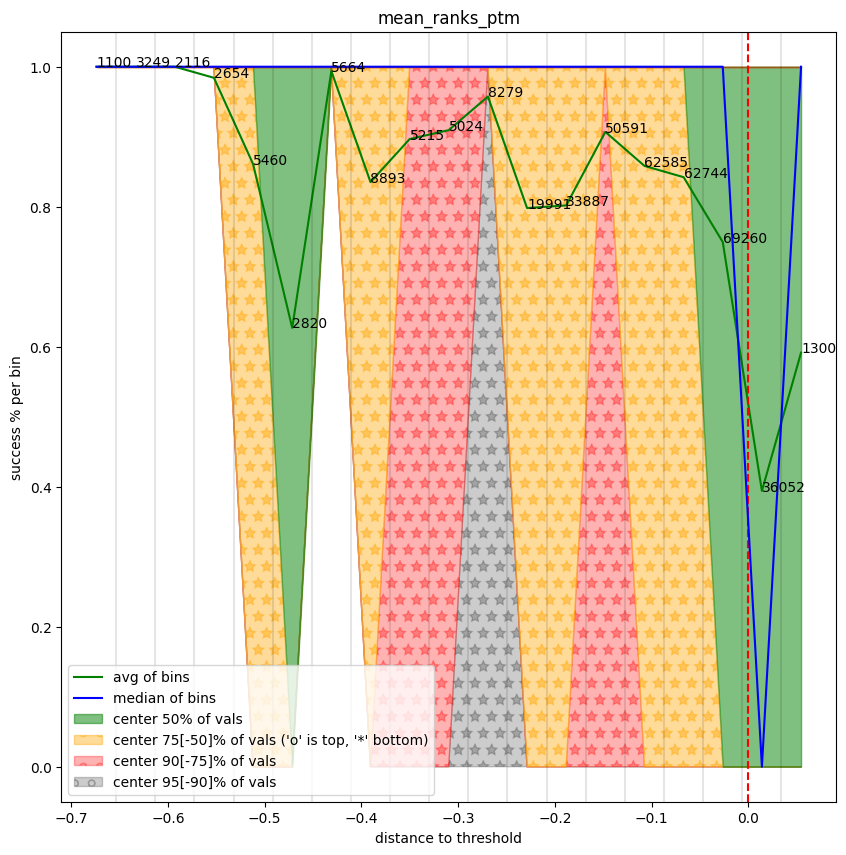 mean_ranks_ptm
success % per bin
1.0
0.8
0.6
0.4
0.2
0.0
1100
3249
2116
2654
5460
2820
5664
8893
5215
5024
8279
19991
33887
50591
62585
62744
69260
36052
1300
avg of bins
median of bins
center 50% of vals
center 75[-50]% of vals ('o' is top, '*' bottom)
center 90[-75]% of vals
center 95[-90]% of vals
−0.7 −0.6 −0.5 −0.4 −0.3 −0.2 −0.1 0.0
distance to threshold